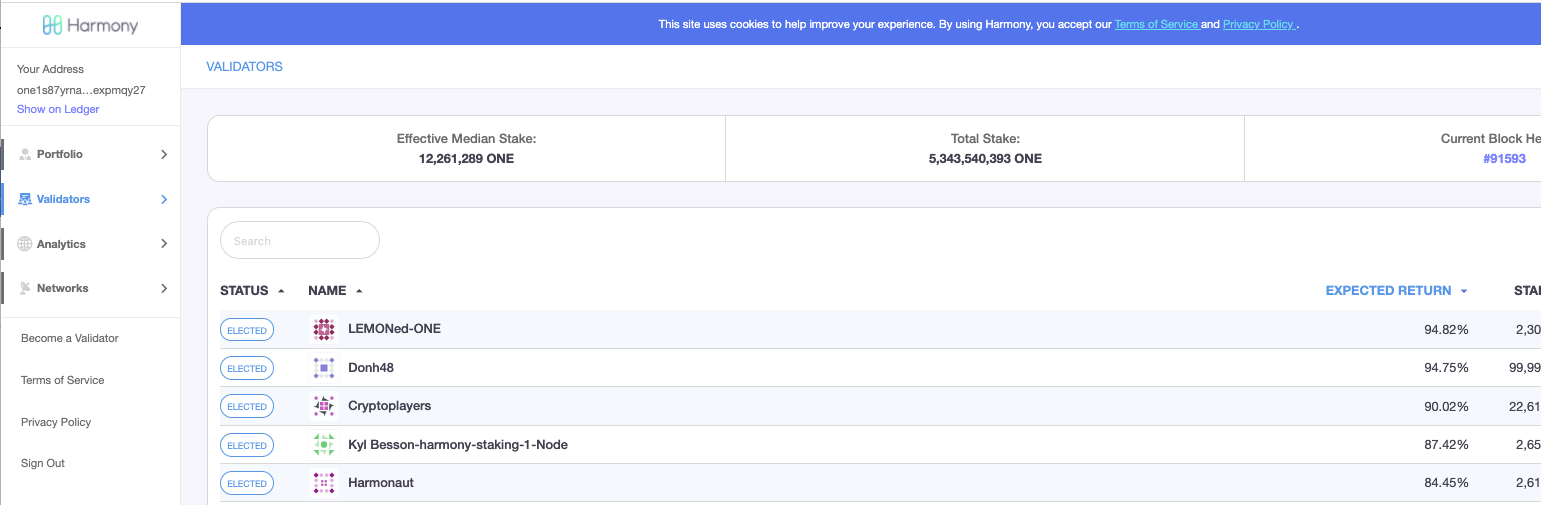 Harmony
This site uses cookies to help improve your experience. By using Harmony, you accept our Terms of Service and Privacy Policy .
Your Address
one1s87yrna...expmqy27
Show on Ledger
VALIDATORS
Portfolio
Validators
Analytics
Networks
Become a Validator
Terms of Service
Privacy Policy
Sign Out
Effective Median Stake: Total Stake: Current Block He
12,261,289 ONE 5,343,540,393 ONE #91593
Search
STATUS NAME EXPECTED RETURN STA
ELECTED LEMONed-ONE 94.82% 2,30
ELECTED Donh48 94.75% 99,99
ELECTED Cryptoplayers 90.02% 22,61
ELECTED Kyl Besson-harmony-staking-1-Node 87.42% 2,65
ELECTED Harmonaut 84.45% 2,61